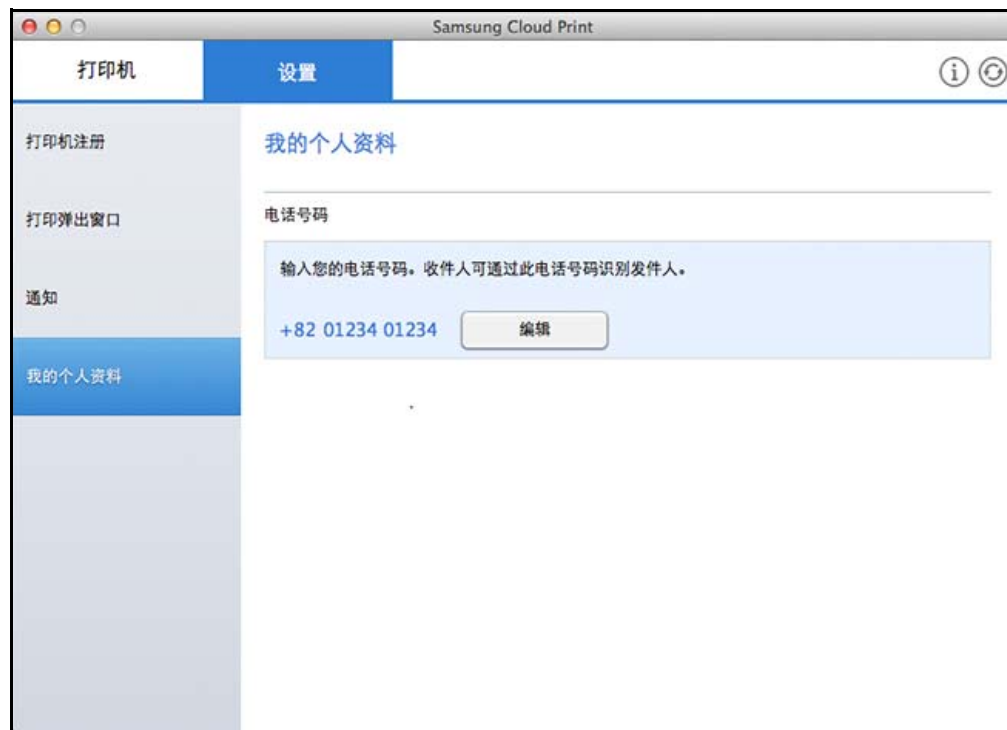 Samsung Cloud Print
打印机
设置
打印机注册
打印弹出窗口
通知
我的个人资料
我的个人资料
电话号码
输入您的电话号码。收件人可通过此电话号码识别发件人。
+82 01234 01234
编辑